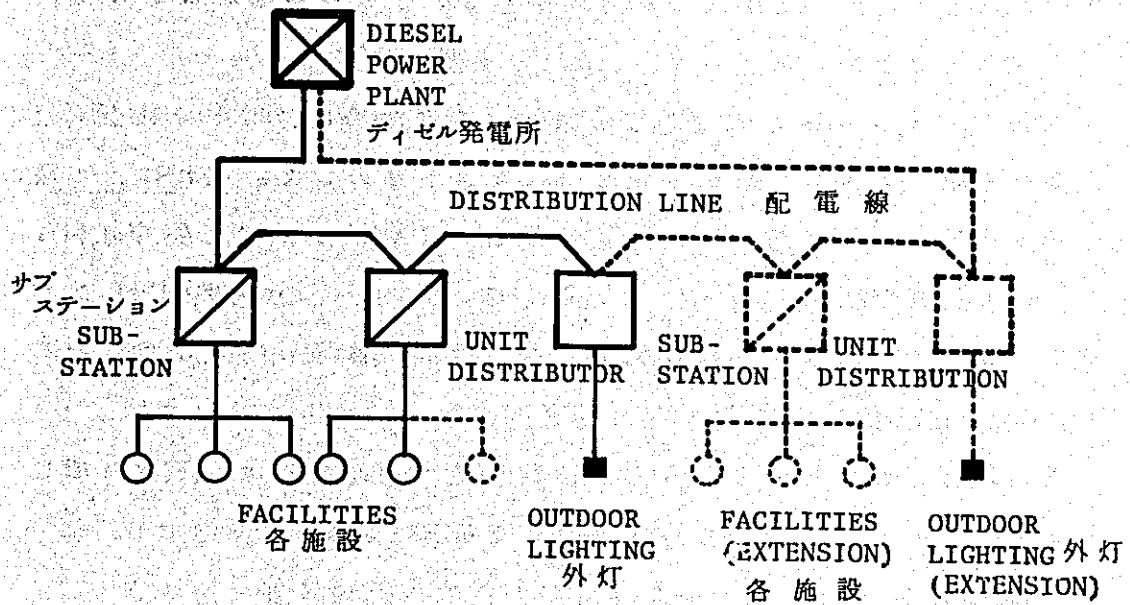 DIESEL
POWER
PLANT
ディゼル発電所
DISTRIBUTION LINE 配電線
サブ
ステーション
SUB-
STATION
UNIT
DISTRIBUTOR
SUB-
STATION
UNIT
DISTRIBUTION
FACILITIES
各施設
OUTDOOR
LIGHTING
外灯
FACILITIES
(EXTENSION)
各施設
OUTDOOR
LIGHTING 外灯
(EXTENSION)